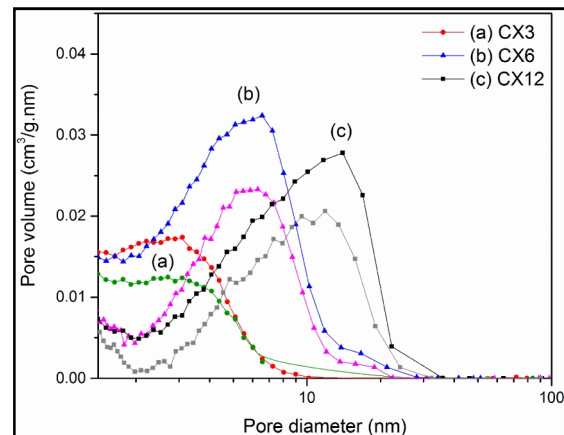 0.04
(a) CX3
(b) CX6
(c) CX12
(b)
(c)
0.03
0.02
(a)
0.01
0.00
10
100
Pore volume (cm³/g.nm)
Pore diameter (nm)